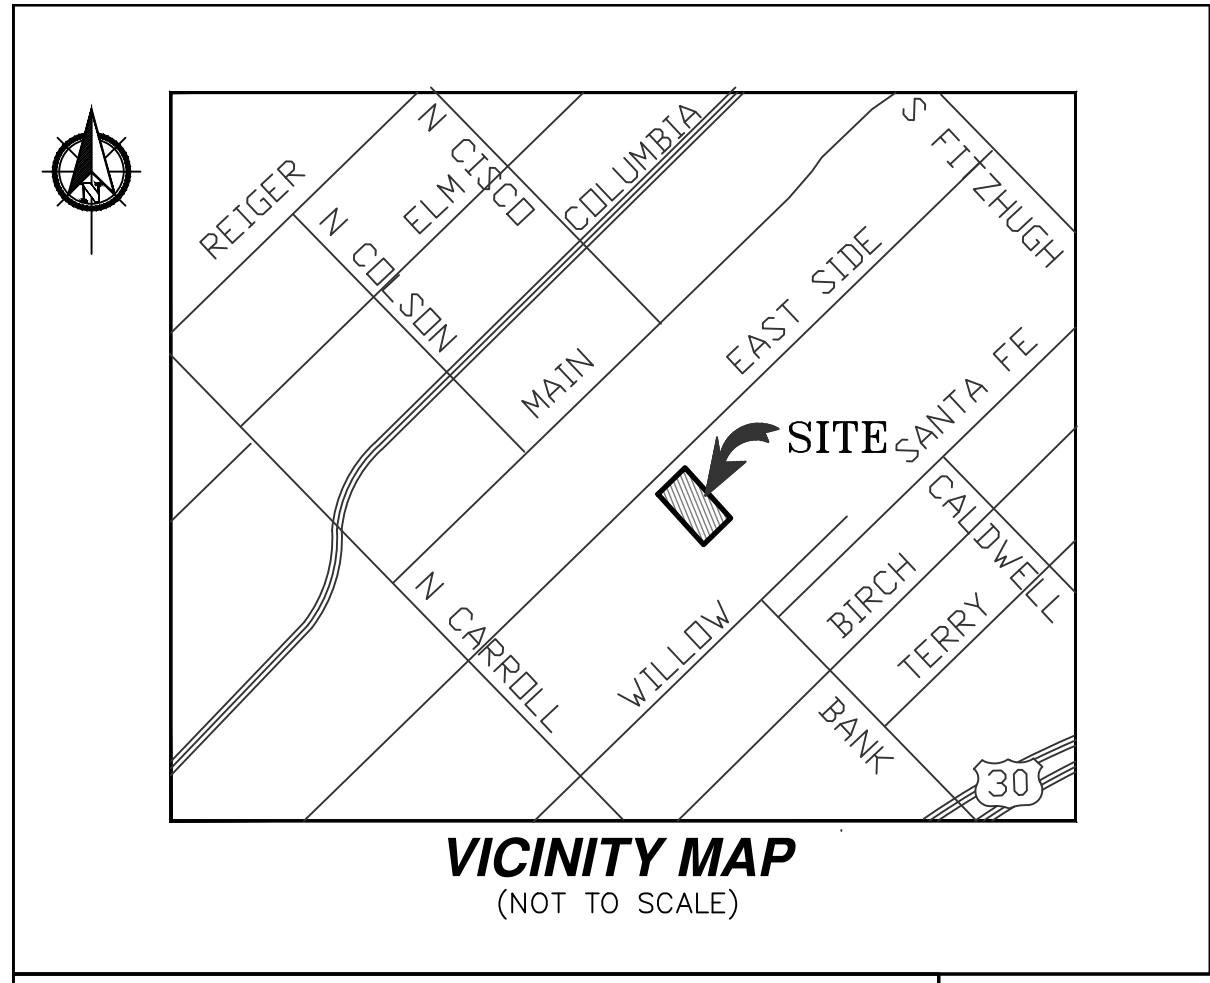 N
REIGER
N COLSON
ELM
N CISCO
COLUMBIA
S FITZHUGH
MAIN
EAST SIDE
SITE
SANTA FE
CALDWELL
N CARROLL
WILLOW
BIRCH
TERRY
BANK
30
VICINITY MAP
(NOT TO SCALE)